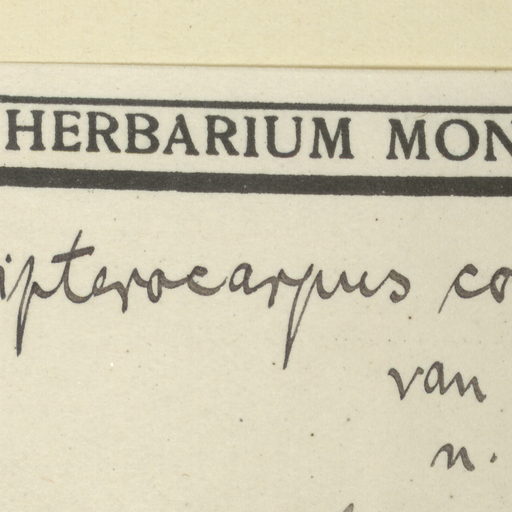 HERBARIUM MON
ipterocarpus co
van
n.